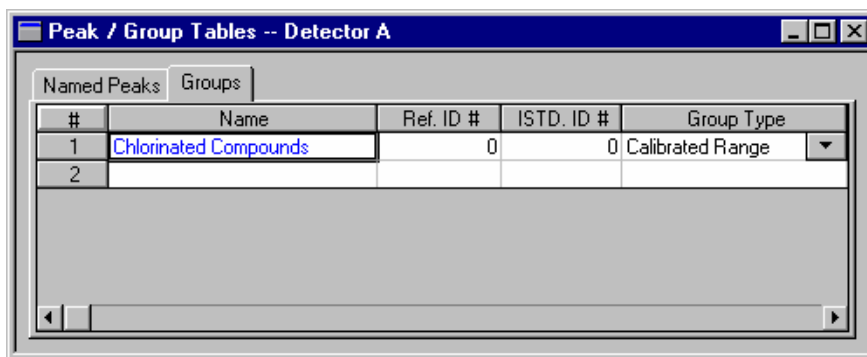 Peak / Group Tables -- Detector A
Named Peaks Groups
# Name Ref. ID # ISTD. ID # Group Type
1 Chlorinated Compounds 0 0 Calibrated Range
2